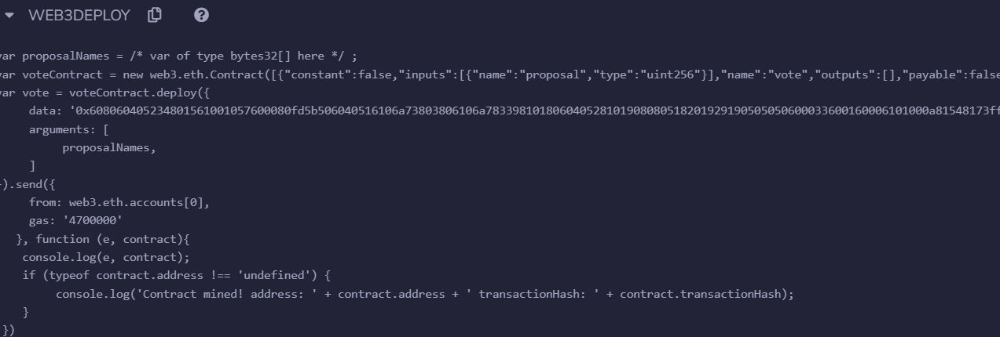 WEB3DEPLOY
var proposalNames = /* var of type bytes32[] here */ ;
var voteContract = new web3.eth.Contract([{"constant":false,"inputs":[{"name":"proposal","type":"uint256"}],"name":"vote","outputs":[],"payable":false
var vote = voteContract.deploy({
data: '0x608060405234801561001057600080fd5b506040516106a73803806106a783398101806040528101908080518201929190505050600033600160006101000a81548173ff
arguments: [
proposalNames,
]
}).send({
from: web3.eth.accounts[0],
gas: '4700000'
}, function (e, contract){
console.log(e, contract);
if (typeof contract.address !== 'undefined') {
console.log('Contract mined! address: ' + contract.address + ' transactionHash: ' + contract.transactionHash);
}
})